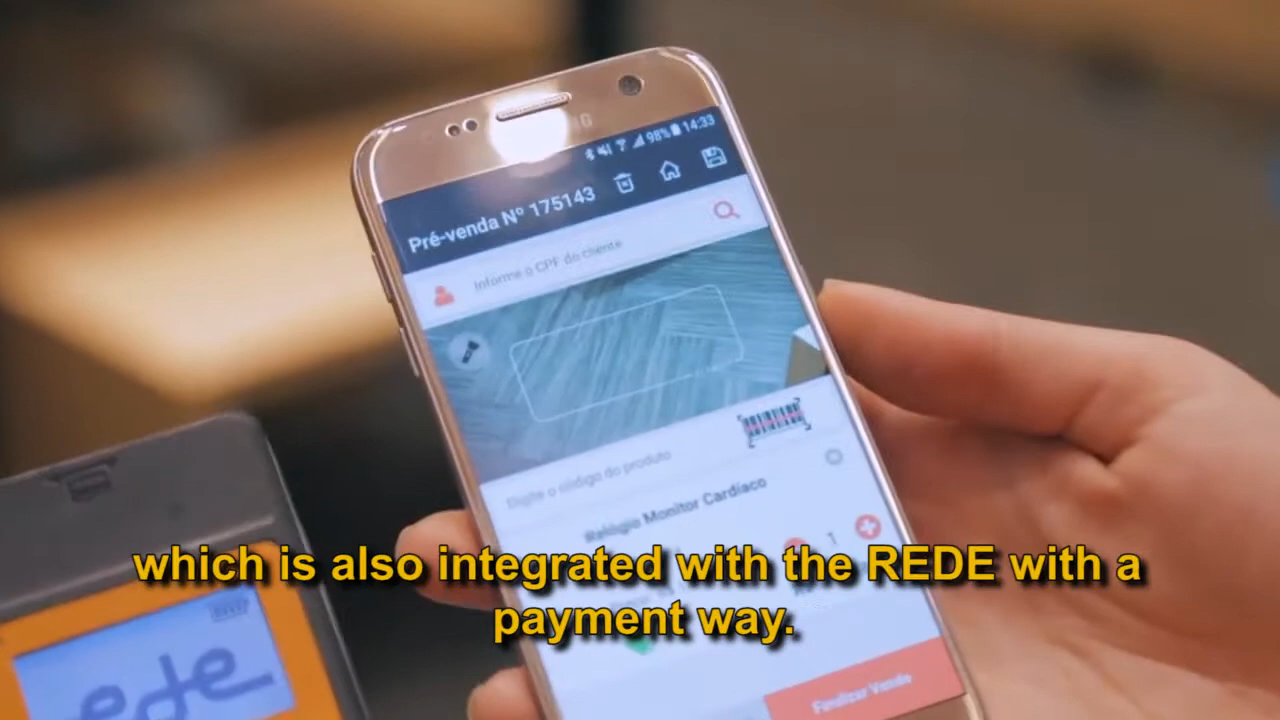 98% 14:33
Pré-venda Nº 175143
Informe o CPF do cliente
Digite o código do produto
Relógio Monitor Cardíaco
1
which is also integrated with the REDE with a
payment way.
rede
Finalizar Venda